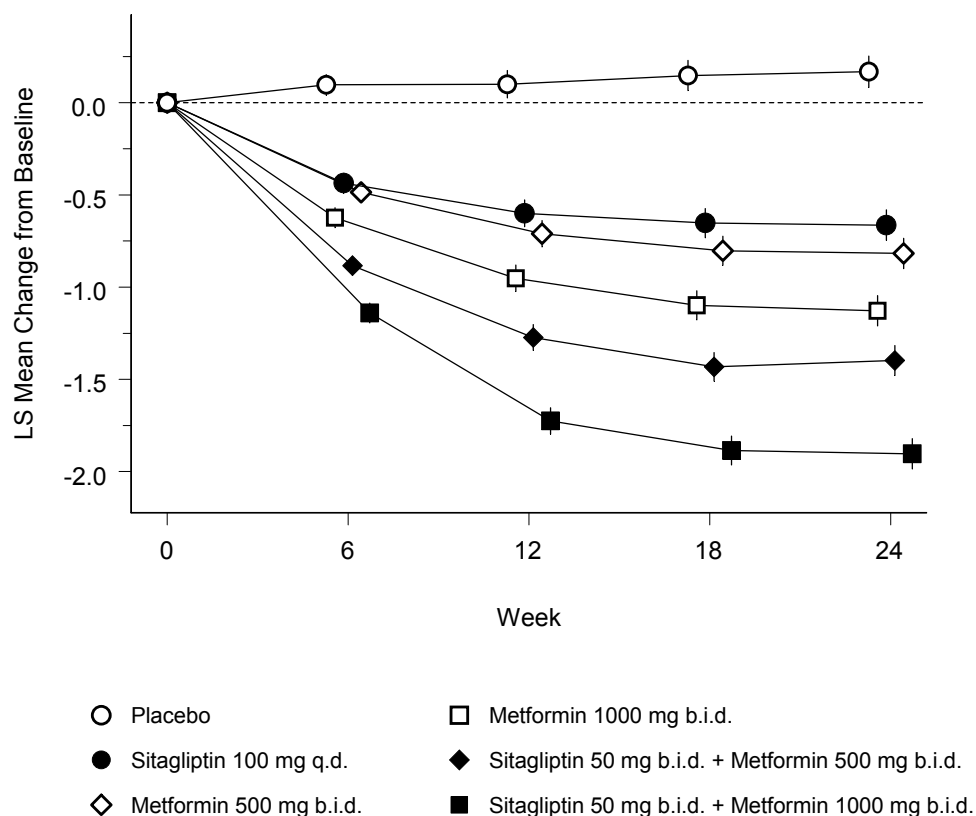 LS Mean Change from Baseline
0.0
-0.5
-1.0
-1.5
-2.0
0 6 12 18 24
Week
Placebo
Sitagliptin 100 mg q.d.
Metformin 500 mg b.i.d.
Metformin 1000 mg b.i.d.
Sitagliptin 50 mg b.i.d. + Metformin 500 mg b.i.d.
Sitagliptin 50 mg b.i.d. + Metformin 1000 mg b.i.d.